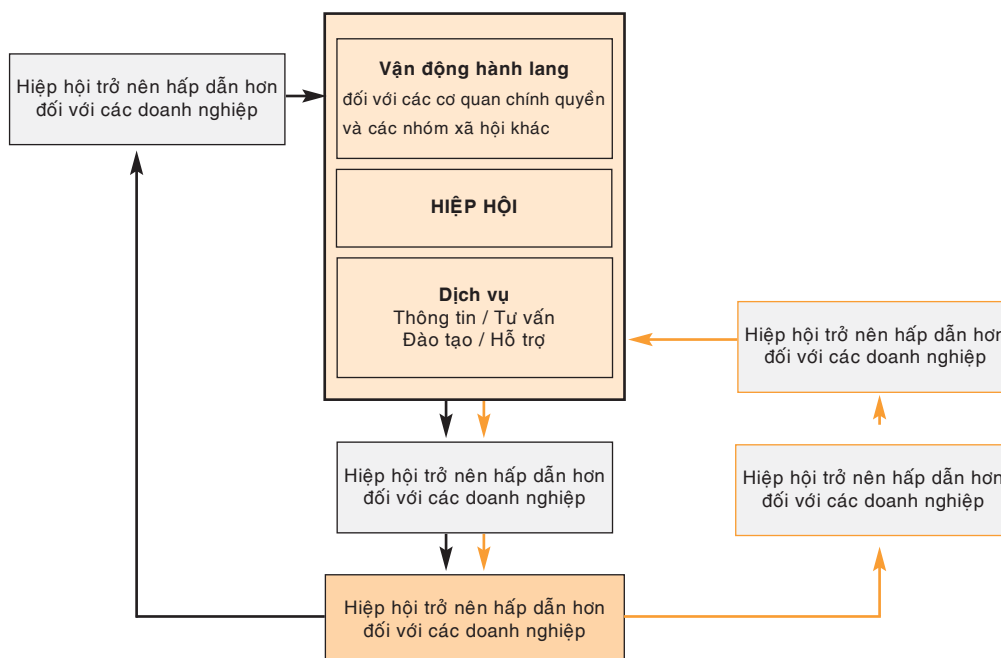 Hiệp hội trở nên hấp dẫn hơn
đối với các doanh nghiệp
Vận động hành lang
đối với các cơ quan chính quyền
và các nhóm xã hội khác
HIỆP HỘI
Dịch vụ
Thông tin / Tư vấn
Đào tạo / Hỗ trợ
Hiệp hội trở nên hấp dẫn hơn
đối với các doanh nghiệp
Hiệp hội trở nên hấp dẫn hơn
đối với các doanh nghiệp
Hiệp hội trở nên hấp dẫn hơn
đối với các doanh nghiệp
Hiệp hội trở nên hấp dẫn hơn
đối với các doanh nghiệp